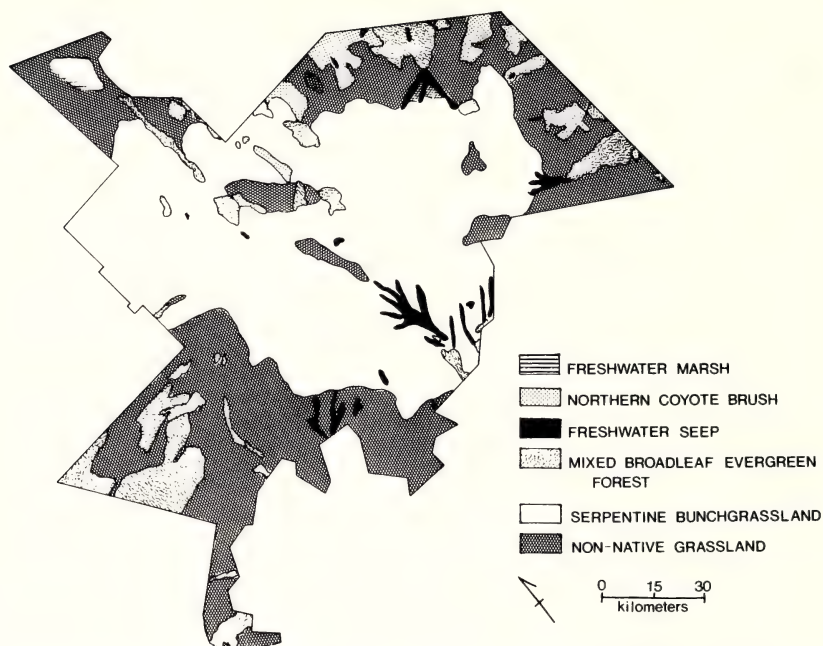 FRESHWATER MARSH
NORTHERN COYOTE BRUSH
FRESHWATER SEEP
MIXED BROADLEAF EVERGREEN
FOREST
SERPENTINE BUNCHGRASSLAND
NON-NATIVE GRASSLAND
0 15 30
kilometers